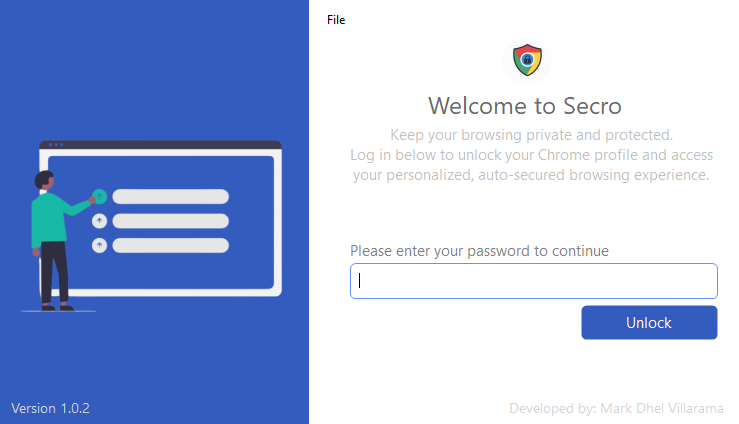 File
Welcome to Secro
Keep your browsing private and protected.
Log in below to unlock your Chrome profile and access
your personalized, auto-secured browsing experience.
Please enter your password to continue
Unlock
Version 1.0.2
Developed by: Mark Dhel Villarama